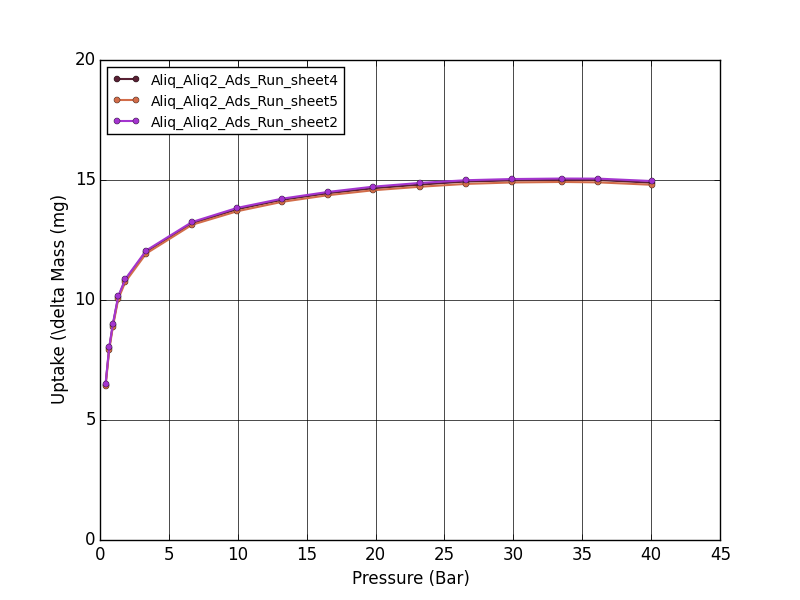 20
15
10
5
0
Uptake (\delta Mass (mg)
Aliq_Aliq2_Ads_Run_sheet4
Aliq_Aliq2_Ads_Run_sheet5
Aliq_Aliq2_Ads_Run_sheet2
0 5 10 15 20 25 30 35 40 45
Pressure (Bar)